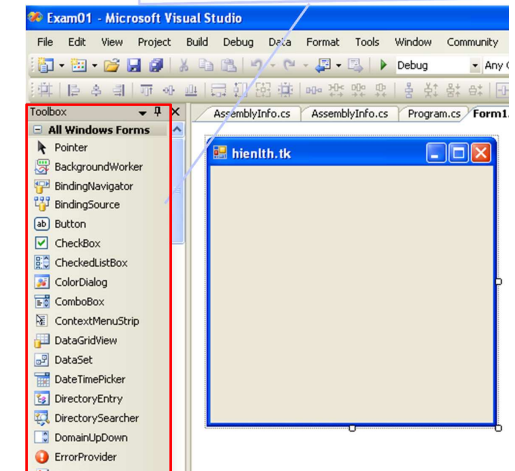 Exam01 - Microsoft Visual Studio
File Edit View Project Build Debug Data Format Tools Window Community
Debug Any
Toolbox
AssemblyInfo.cs AssemblyInfo.cs Program.cs Form1.
All Windows Forms
Pointer
hienlth.tk
BackgroundWorker
BindingNavigator
BindingSource
ab Button
CheckBox
CheckedListBox
ColorDialog
ComboBox
ContextMenuStrip
DataGridView
DataSet
DateTimePicker
DirectoryEntry
DirectorySearcher
DomainUpDown
ErrorProvider